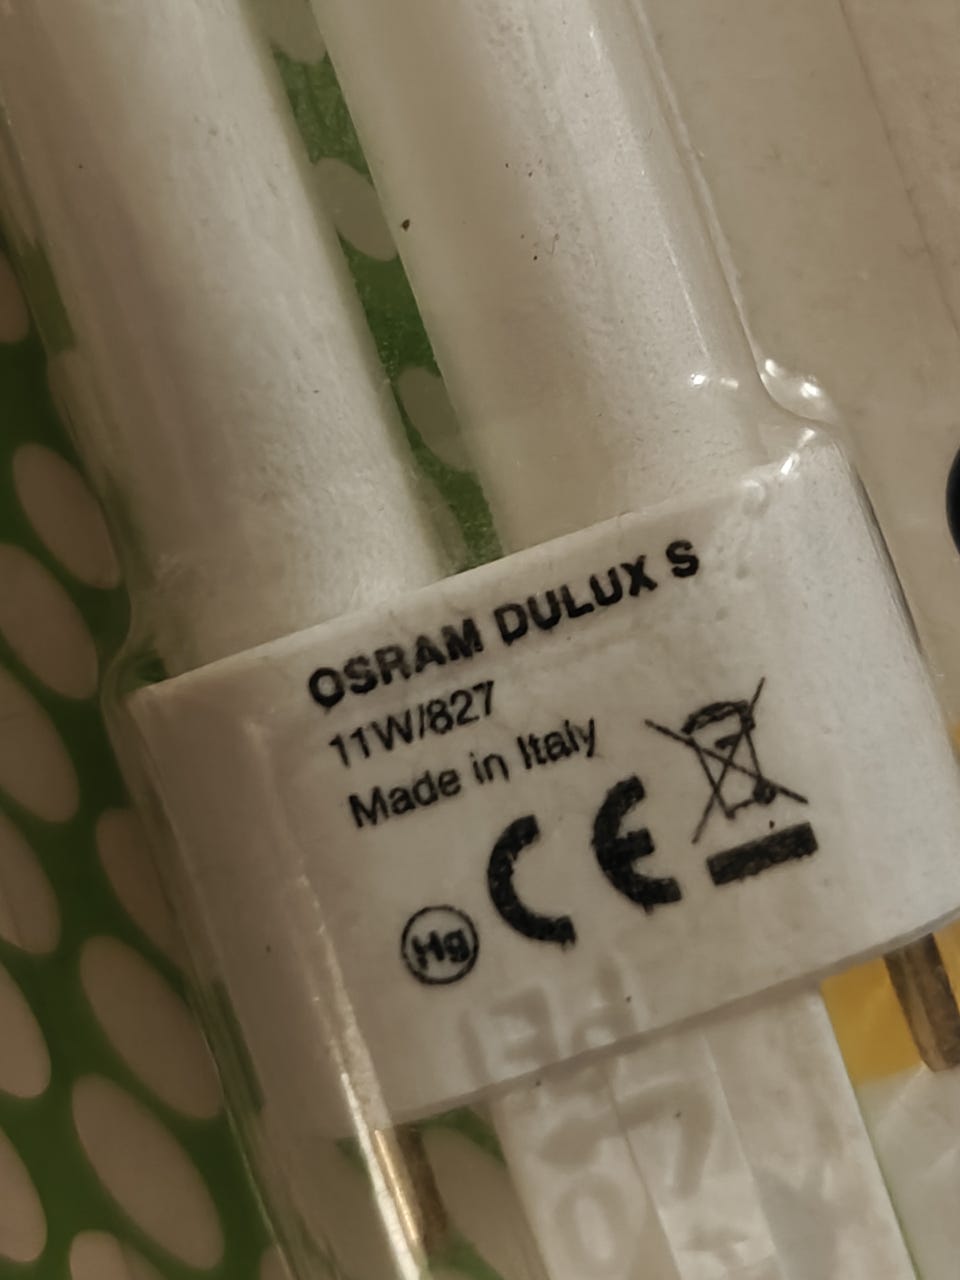 OSRAM DULUX S
11W/827
Made in Italy
Hg CE